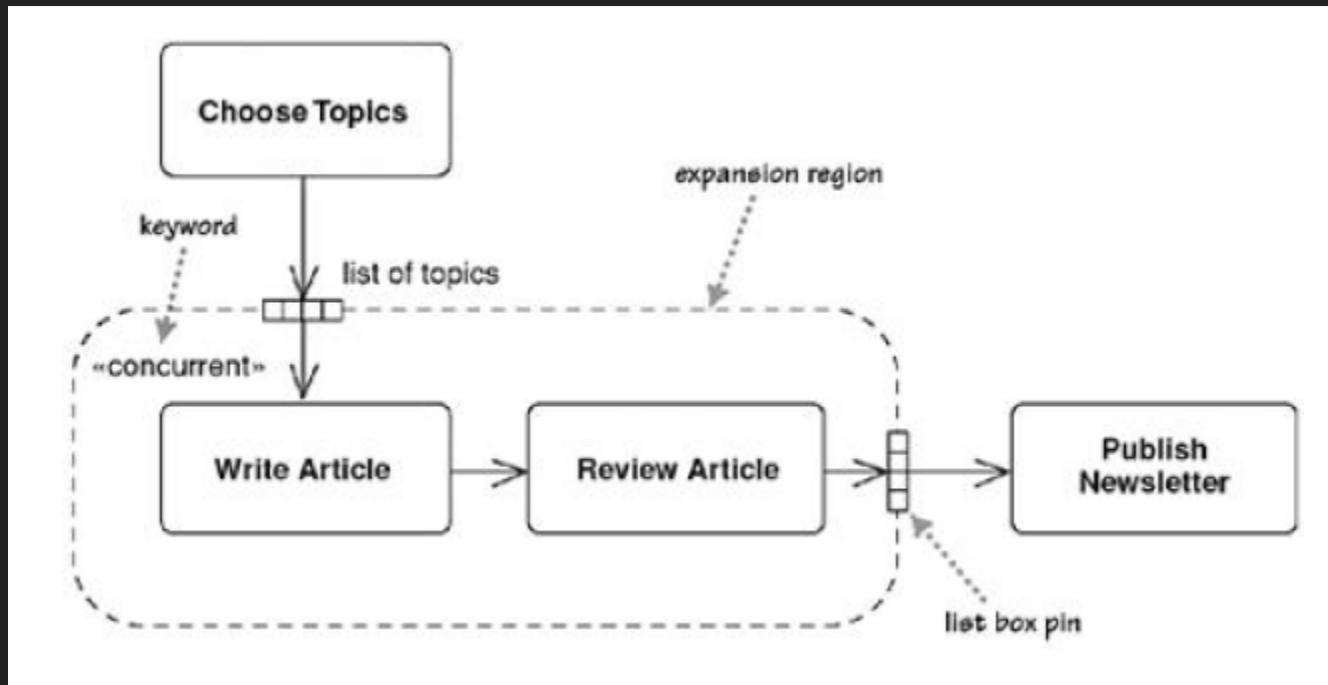 Choose Topics
expansion region
keyword
list of topics
«concurrent»
Write Article
Review Article
Publish
Newsletter
list box pin